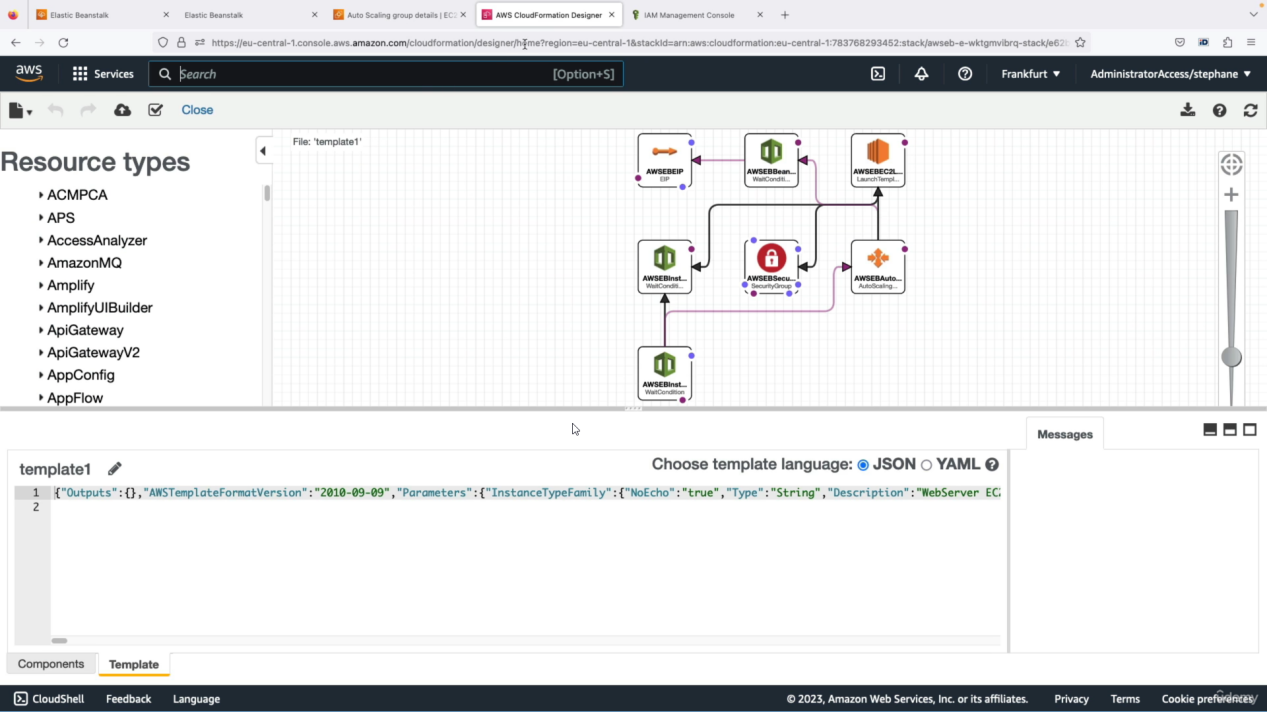 Elastic Beanstalk
Elastic Beanstalk
Auto Scaling group details | EC2
AWS CloudFormation Designer
IAM Management Console
https://eu-central-1.console.aws.amazon.com/cloudformation/designer/home?region=eu-central-1&stackId=arn:aws:cloudformation:eu-central-1:783768293452:stack/awseb-e-wktgmvibrq-stack/e62
aws
Services
Search
[Option+S]
Frankfurt
AdministratorAccess/stephane
Close
Resource types
ACMPCA
APS
AccessAnalyzer
AmazonMQ
Amplify
AmplifyUIBuilder
ApiGateway
ApiGatewayV2
AppConfig
AppFlow
File: 'template1'
AWSEBEIP
EIP
AWSEBBean...
WaitConditi...
AWSEBEC2L...
LaunchTempl...
AWSEBInst...
WaitConditi...
AWSEBSecu...
SecurityGroup
AWSEBAuto...
AutoScaling...
AWSEBInst...
WaitCondition
Messages
template1
Choose template language: JSON YAML
1 {"Outputs":{},"AWSTemplateFormatVersion":"2010-09-09","Parameters":{"InstanceTypeFamily":{"NoEcho":"true","Type":"String","Description":"WebServer EC2
2
Components
Template
CloudShell
Feedback
Language
© 2023, Amazon Web Services, Inc. or its affiliates.
Privacy
Terms
Cookie preferences
Udemy